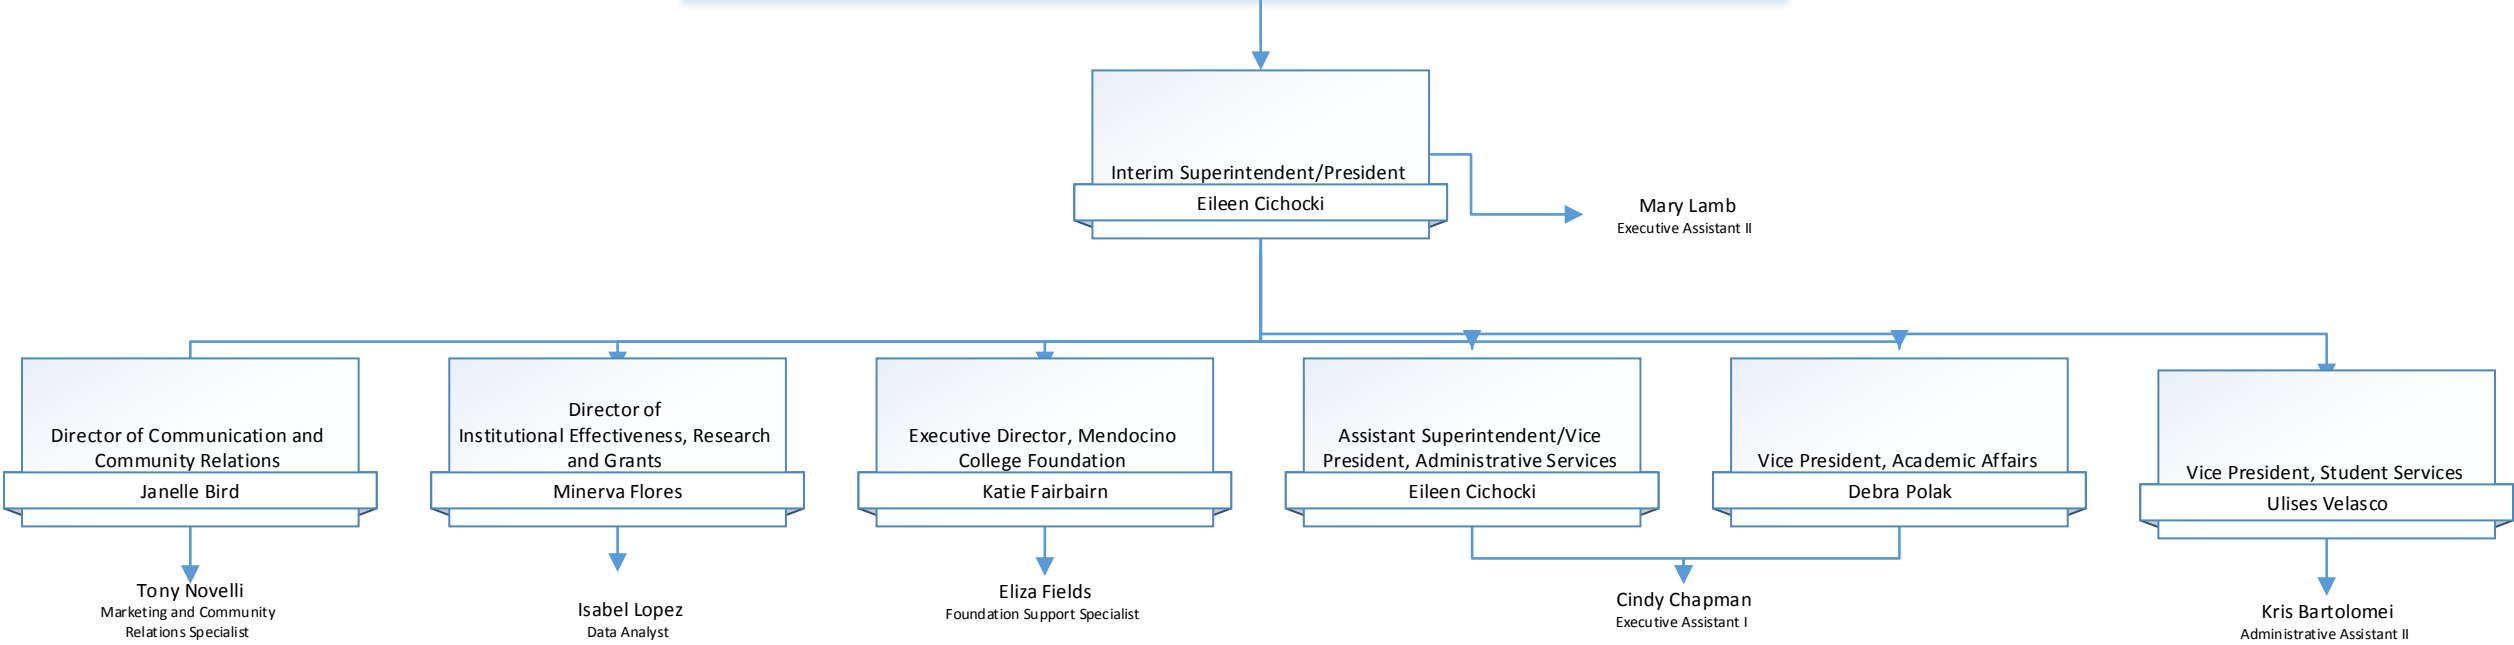 Interim Superintendent/President
Eileen Cichocki
Mary Lamb
Executive Assistant II
Director of Communication and
Community Relations
Janelle Bird
Director of
Institutional Effectiveness, Research
and Grants
Minerva Flores
Executive Director, Mendocino
College Foundation
Katie Fairbairn
Assistant Superintendent/Vice
President, Administrative Services
Eileen Cichocki
Vice President, Academic Affairs
Debra Polak
Vice President, Student Services
Ulises Velasco
Tony Novelli
Marketing and Community
Relations Specialist
Isabel Lopez
Data Analyst
Eliza Fields
Foundation Support Specialist
Cindy Chapman
Executive Assistant I
Kris Bartolomei
Administrative Assistant II